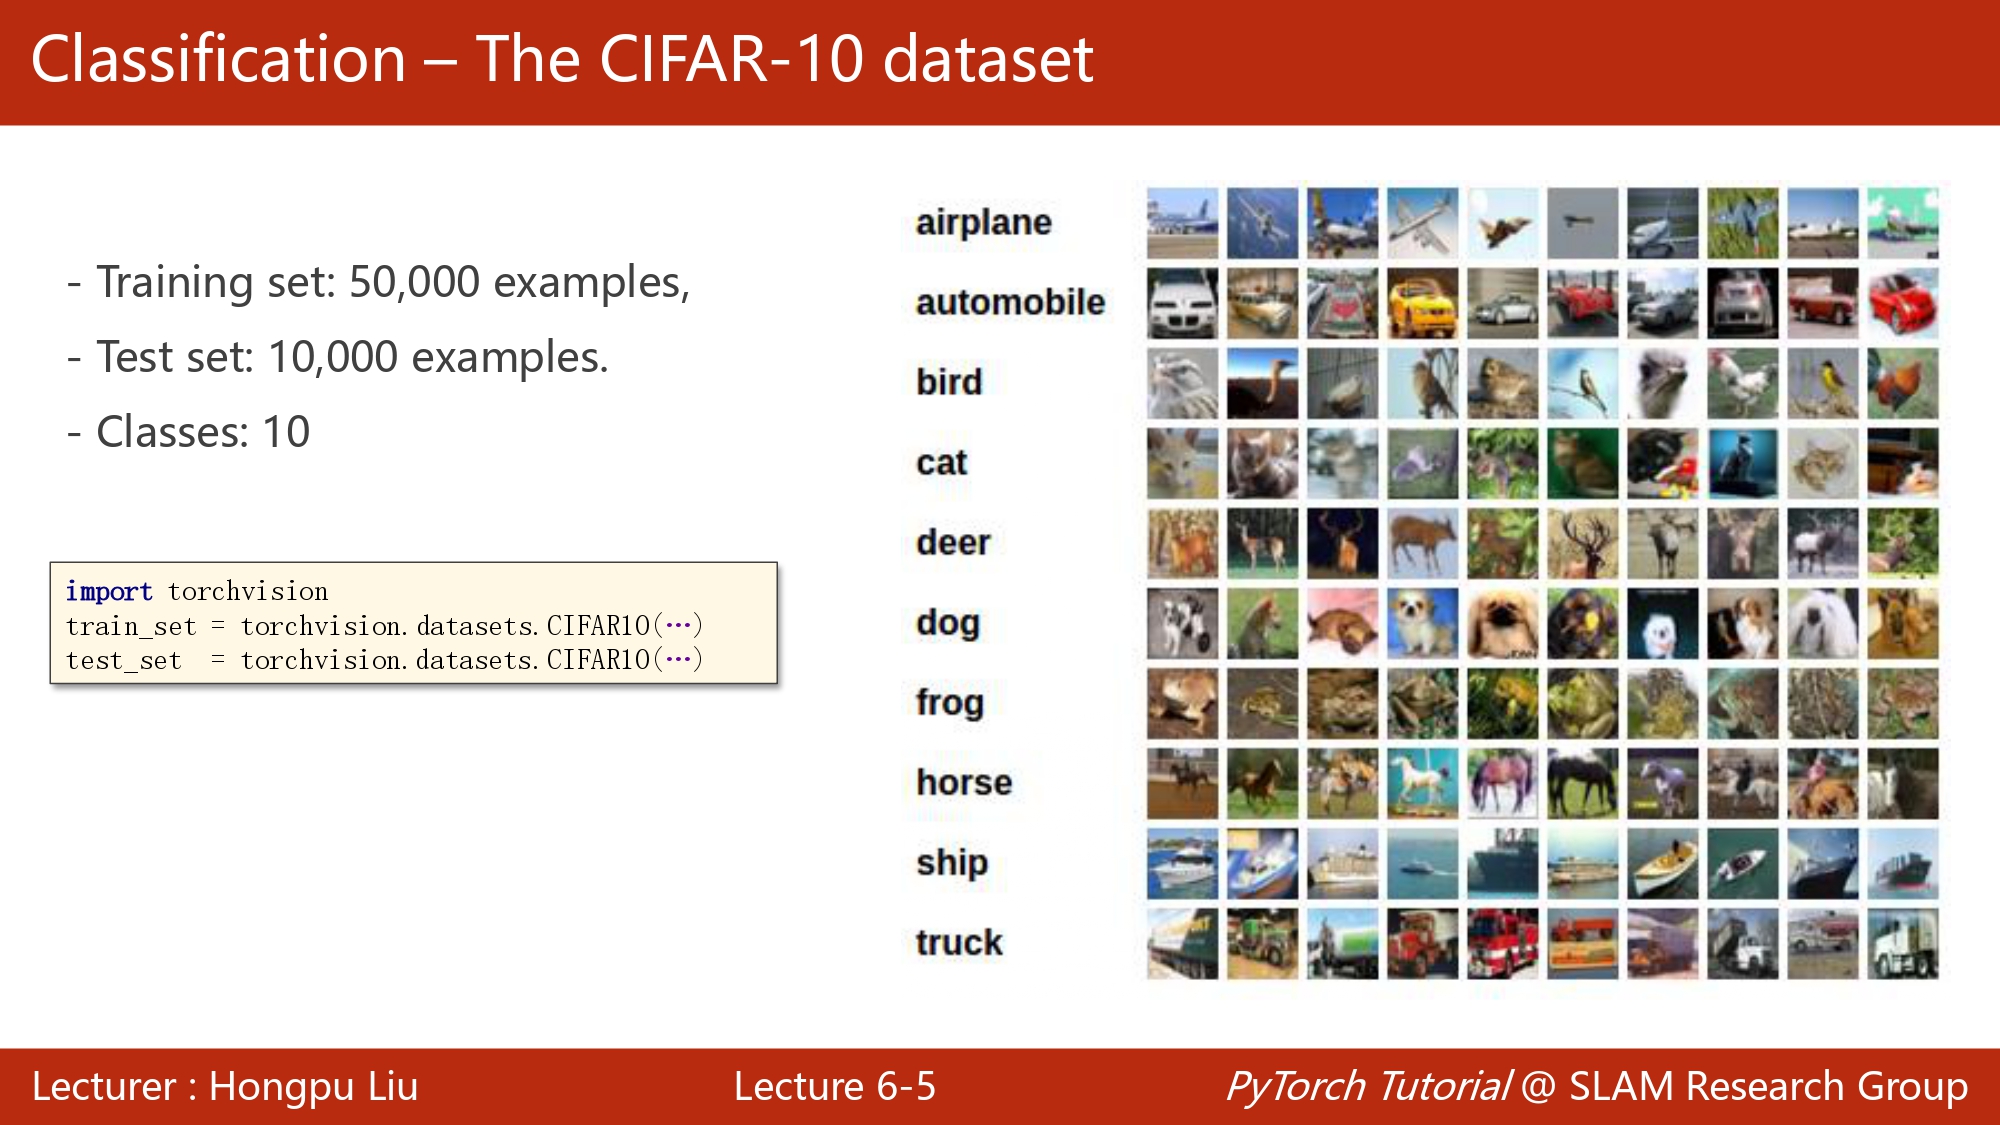 Classification – The CIFAR-10 dataset
- Training set: 50,000 examples,
- Test set: 10,000 examples.
- Classes: 10
import torchvision
train_set = torchvision.datasets.CIFAR10(…)
test_set  = torchvision.datasets.CIFAR10(…)
airplane
automobile
bird
cat
deer
dog
frog
horse
ship
truck
Lecturer : Hongpu Liu
Lecture 6-5
PyTorch Tutorial @ SLAM Research Group